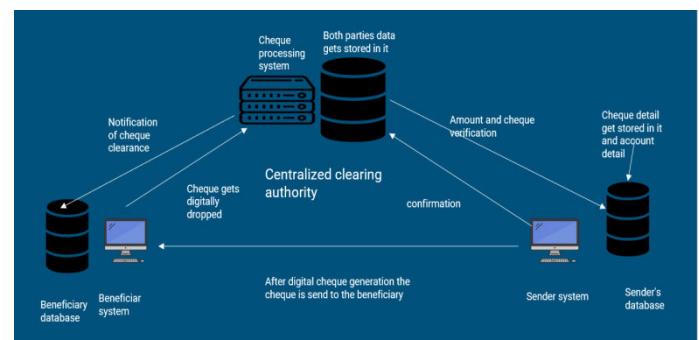 Cheque
processing
system
Both parties data
gets stored in it
Notification
of cheque
clearance
Amount and cheque
verification
Cheque detail
get stored in it
and account
detail
Cheque gets
digitally
dropped
Centralized clearing
authority
confirmation
Beneficiary
database
Beneficiar
system
After digital cheque generation the
cheque is send to the beneficiary
Sender system
Sender's
database